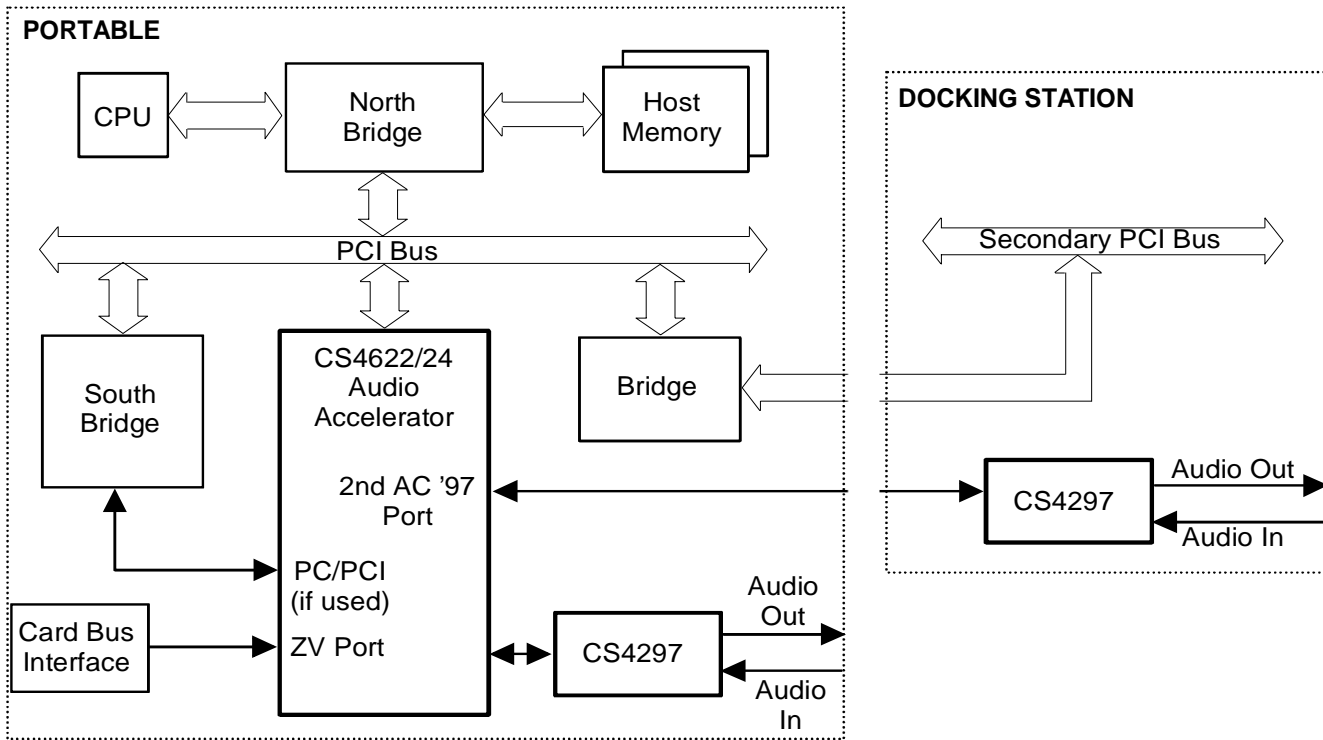 PORTABLE
CPU
North
Bridge
Host
Memory
PCI Bus
South
Bridge
CS4622/24
Audio
Accelerator
2nd AC ’97
Port
PC/PCI
(if used)
ZV Port
Bridge
Card Bus
Interface
CS4297
Audio
Out
Audio
In
DOCKING STATION
Secondary PCI Bus
CS4297
Audio Out
Audio In